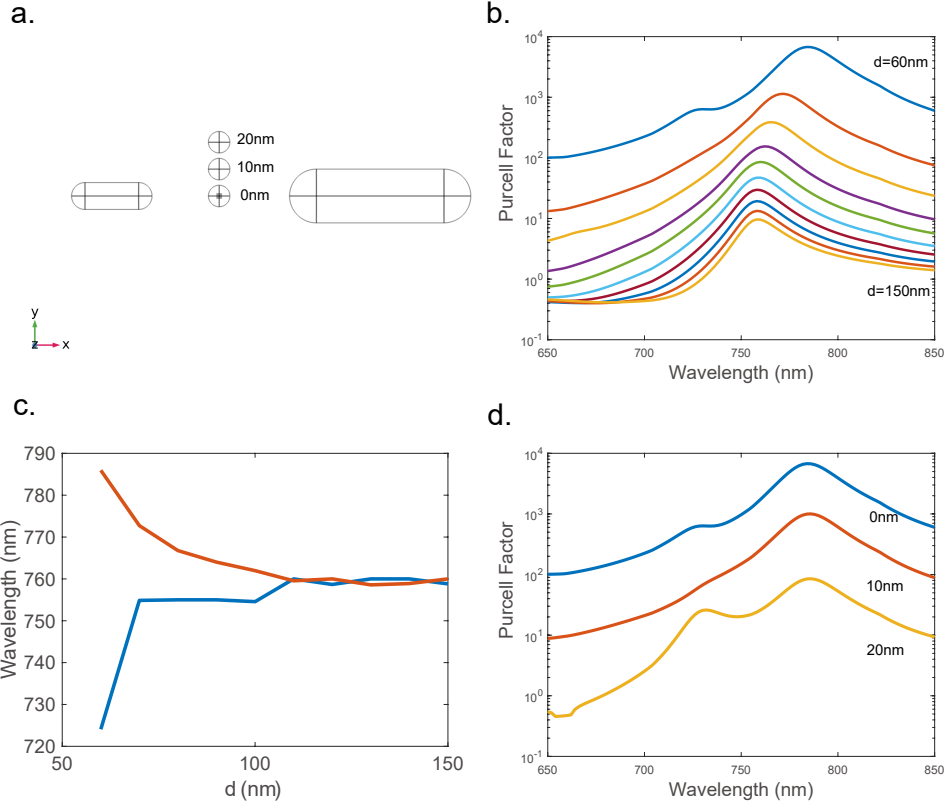 a.
20nm
10nm
0nm
y
z
x
b.
10^4
10^3
10^2
10^1
10^0
10^-1
650
700
750
800
850
Purcell Factor
Wavelength (nm)
d=60nm
d=150nm
c.
790
780
770
760
750
740
730
720
50
100
150
Wavelength (nm)
d (nm)
d.
10^4
10^3
10^2
10^1
10^0
10^-1
650
700
750
800
850
Purcell Factor
Wavelength (nm)
0nm
10nm
20nm